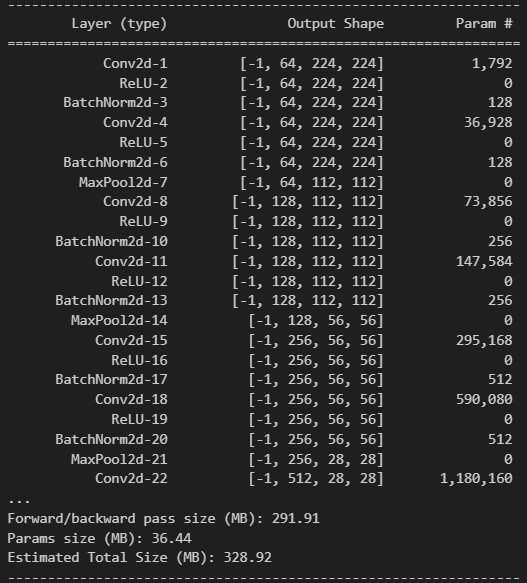 ----------------------------------------------------------------
Layer (type) Output Shape Param #
================================================================
Conv2d-1 [-1, 64, 224, 224] 1,792
ReLU-2 [-1, 64, 224, 224] 0
BatchNorm2d-3 [-1, 64, 224, 224] 128
Conv2d-4 [-1, 64, 224, 224] 36,928
ReLU-5 [-1, 64, 224, 224] 0
BatchNorm2d-6 [-1, 64, 224, 224] 128
MaxPool2d-7 [-1, 64, 112, 112] 0
Conv2d-8 [-1, 128, 112, 112] 73,856
ReLU-9 [-1, 128, 112, 112] 0
BatchNorm2d-10 [-1, 128, 112, 112] 256
Conv2d-11 [-1, 128, 112, 112] 147,584
ReLU-12 [-1, 128, 112, 112] 0
BatchNorm2d-13 [-1, 128, 112, 112] 256
MaxPool2d-14 [-1, 128, 56, 56] 0
Conv2d-15 [-1, 256, 56, 56] 295,168
ReLU-16 [-1, 256, 56, 56] 0
BatchNorm2d-17 [-1, 256, 56, 56] 512
Conv2d-18 [-1, 256, 56, 56] 590,080
ReLU-19 [-1, 256, 56, 56] 0
BatchNorm2d-20 [-1, 256, 56, 56] 512
MaxPool2d-21 [-1, 256, 28, 28] 0
Conv2d-22 [-1, 512, 28, 28] 1,180,160
...
Forward/backward pass size (MB): 291.91
Params size (MB): 36.44
Estimated Total Size (MB): 328.92
----------------------------------------------------------------